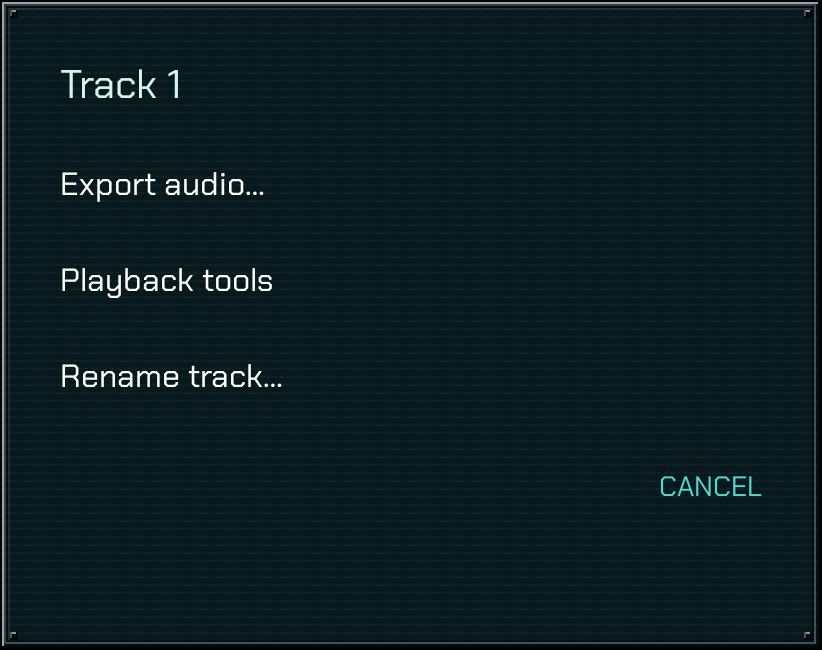 Track 1
Export audio...
Playback tools
Rename track...
CANCEL